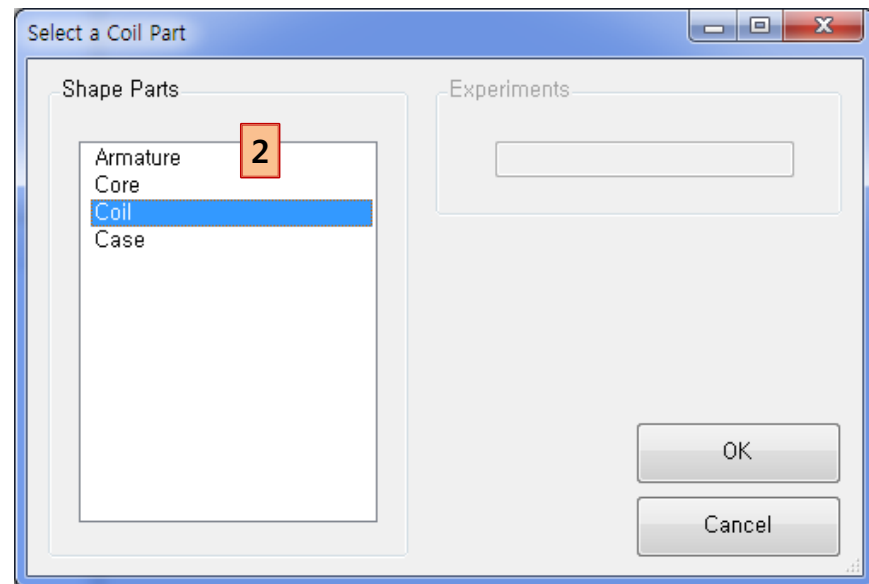 Select a Coil Part
Shape Parts
2
Armature
Core
Coil
Case
Experiments
OK
Cancel